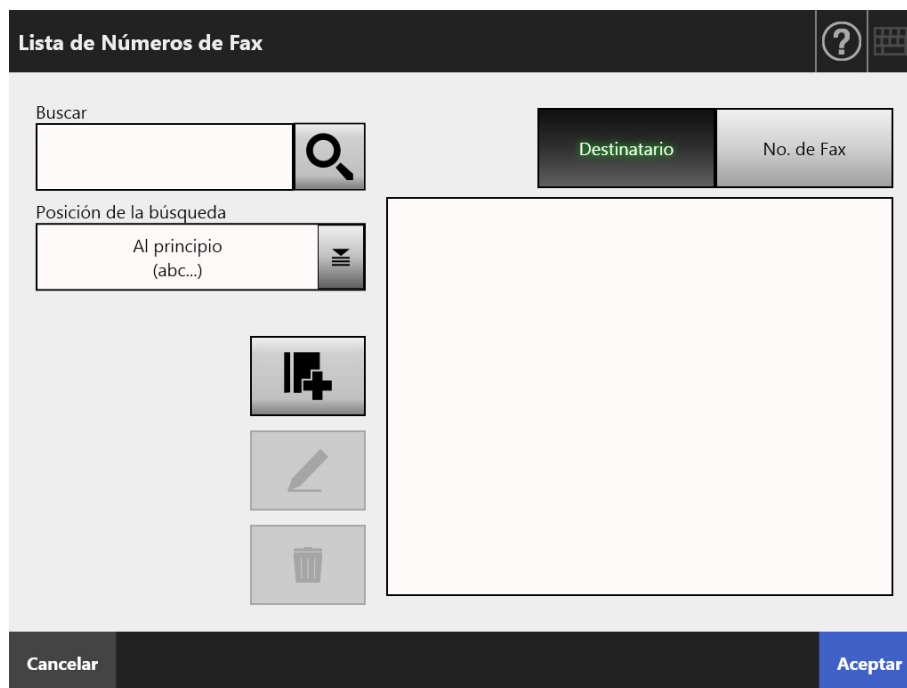 Lista de Números de Fax
?
Buscar
Destinatario
No. de Fax
Posición de la búsqueda
Al principio
(abc...)
Cancelar
Aceptar